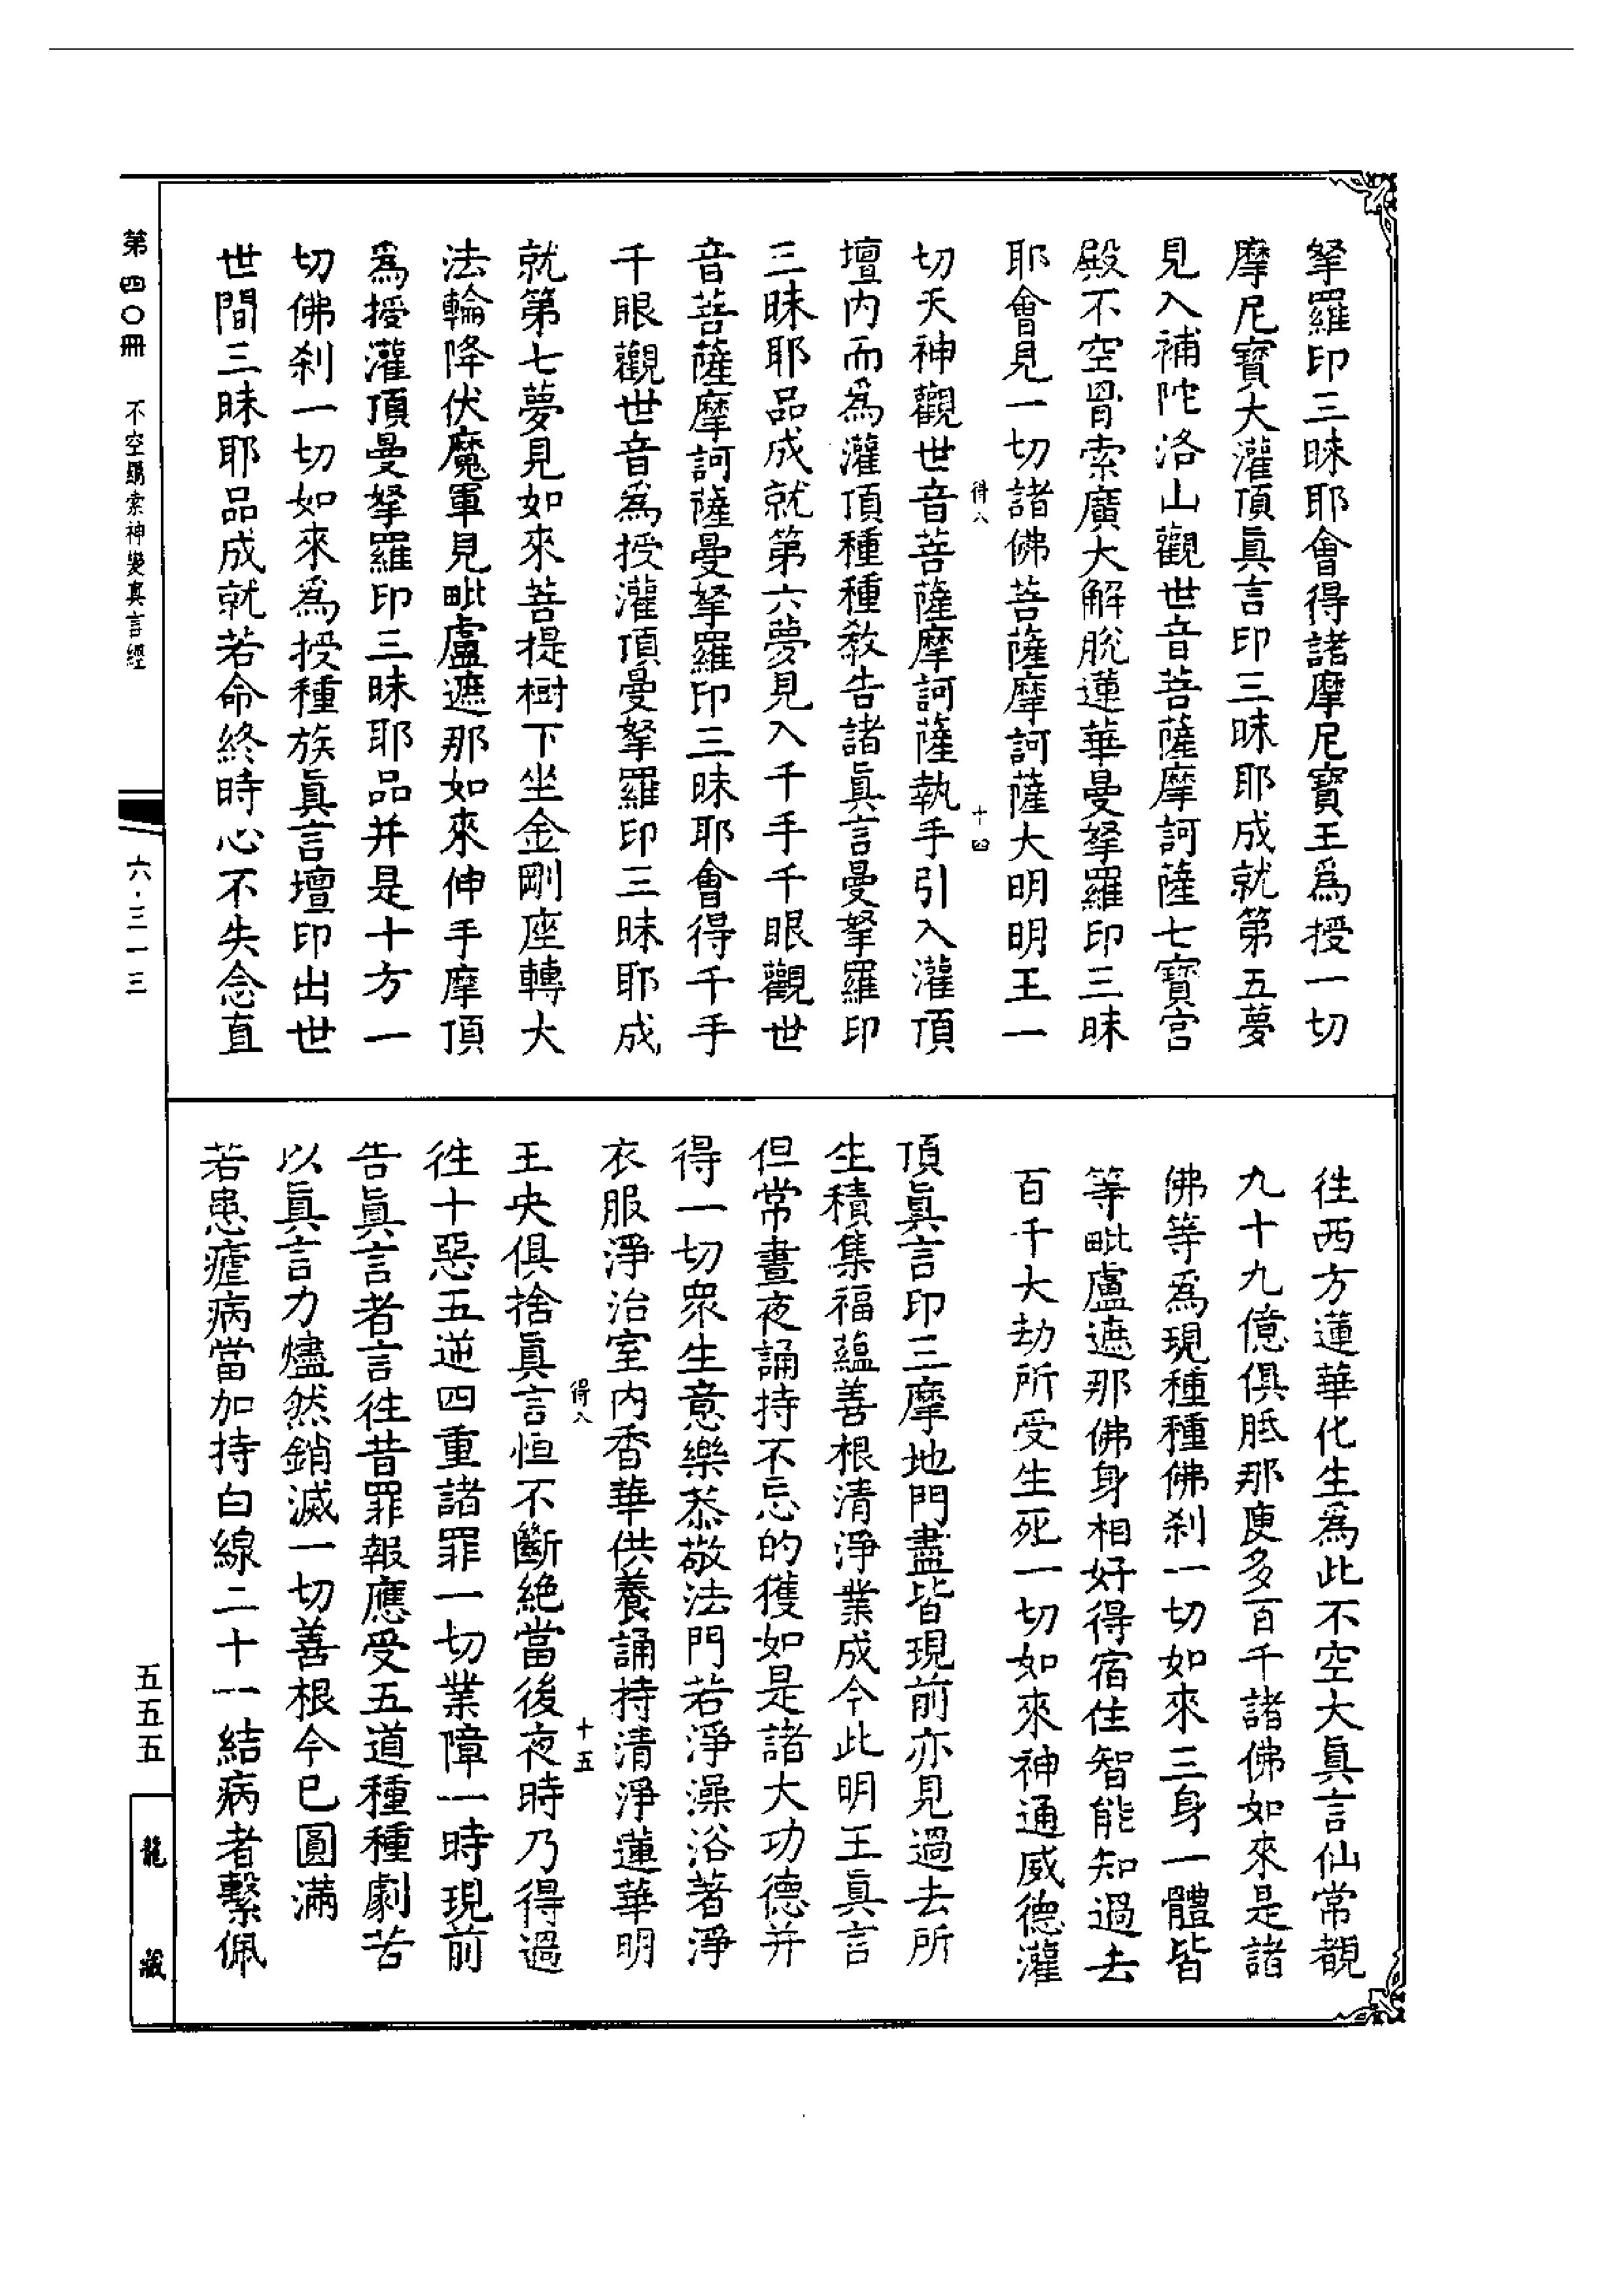 拏羅印三昧耶會得諸摩尼寶王爲授一切
摩尼寶大灌頂眞言印三昧耶成就第五夢
見入補陀洛山觀世音菩薩摩訶薩七寶宮
殿不空罥索廣大解脫蓮華曼拏羅印三昧
耶會見一切諸佛菩薩摩訶薩大明明王一
得八
十四
切天神觀世音菩薩摩訶薩執手引入灌頂
壇內而爲灌頂種種敎告諸眞言曼拏羅印
三昧耶品成就第六夢見入千手千眼觀世
音菩薩摩訶薩曼拏羅印三昧耶會得千手
千眼觀世音爲授灌頂曼拏羅印三昧耶成
就第七夢見如來菩提樹下坐金剛座轉大
法輪降伏魔軍見毗盧遮那如來伸手摩頂
爲授灌頂曼拏羅印三昧耶品并是十方一
切佛剎一切如來爲授種族眞言壇印出世
世間三昧耶品成就若命終時心不失念直
往西方蓮華化生爲此不空大眞言仙常覩
九十九億俱胝那庾多百千諸佛如來是諸
佛等爲現種種佛剎一切如來三身一體皆
等毗盧遮那佛身相好得宿住智能知過去
百千大劫所受生死一切如來神通威德灌
頂眞言印三摩地門盡皆現前亦見過去所
生積集福蘊善根清淨業成今此明王眞言
但常晝夜誦持不忘的獲如是諸大功德并
得一切眾生意樂恭敬法門若淨澡浴著淨
衣服淨治室內香華供養誦持清淨蓮華明
得八
十五
王央俱捨眞言恒不斷絕當後夜時乃得過
往十惡五逆四重諸罪一切業障一時現前
告眞言者言往昔罪報應受五道種種劇苦
以眞言力燼然銷滅一切善根今已圓滿
若患瘧病當加持白線二十一結病者繫佩
第四〇冊 不空羂索神變真言經
六·三一三
五五五
龍藏